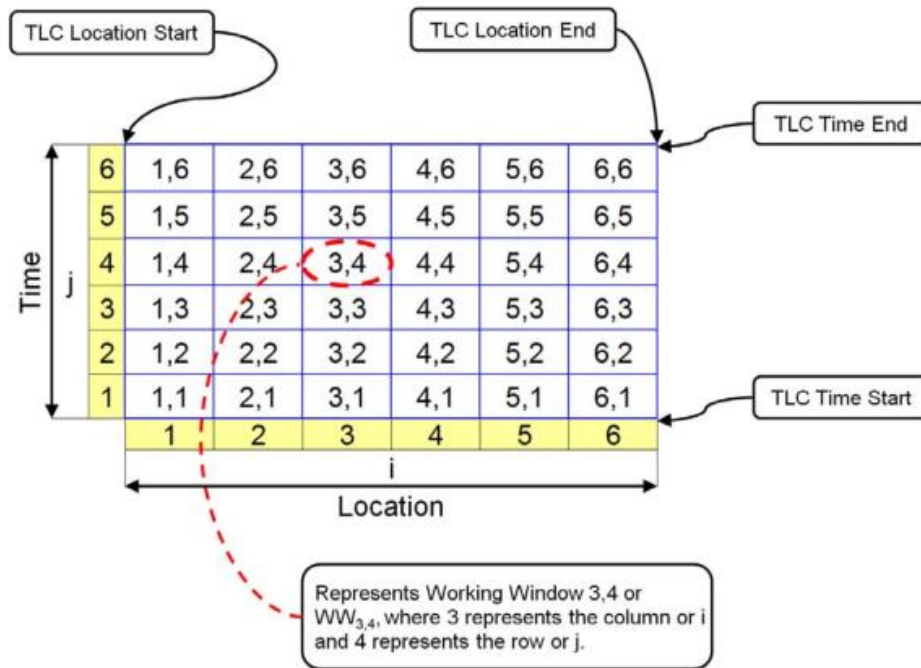 TLC Location Start
TLC Location End
TLC Time End
6 1,6 2,6 3,6 4,6 5,6 6,6
5 1,5 2,5 3,5 4,5 5,5 6,5
4 1,4 2,4 3,4 4,4 5,4 6,4
3 1,3 2,3 3,3 4,3 5,3 6,3
2 1,2 2,2 3,2 4,2 5,2 6,2
1 1,1 2,1 3,1 4,1 5,1 6,1
Time
j
TLC Time Start
1 2 3 4 5 6
i
Location
Represents Working Window 3,4 or
WW3,4, where 3 represents the column or i
and 4 represents the row or j.